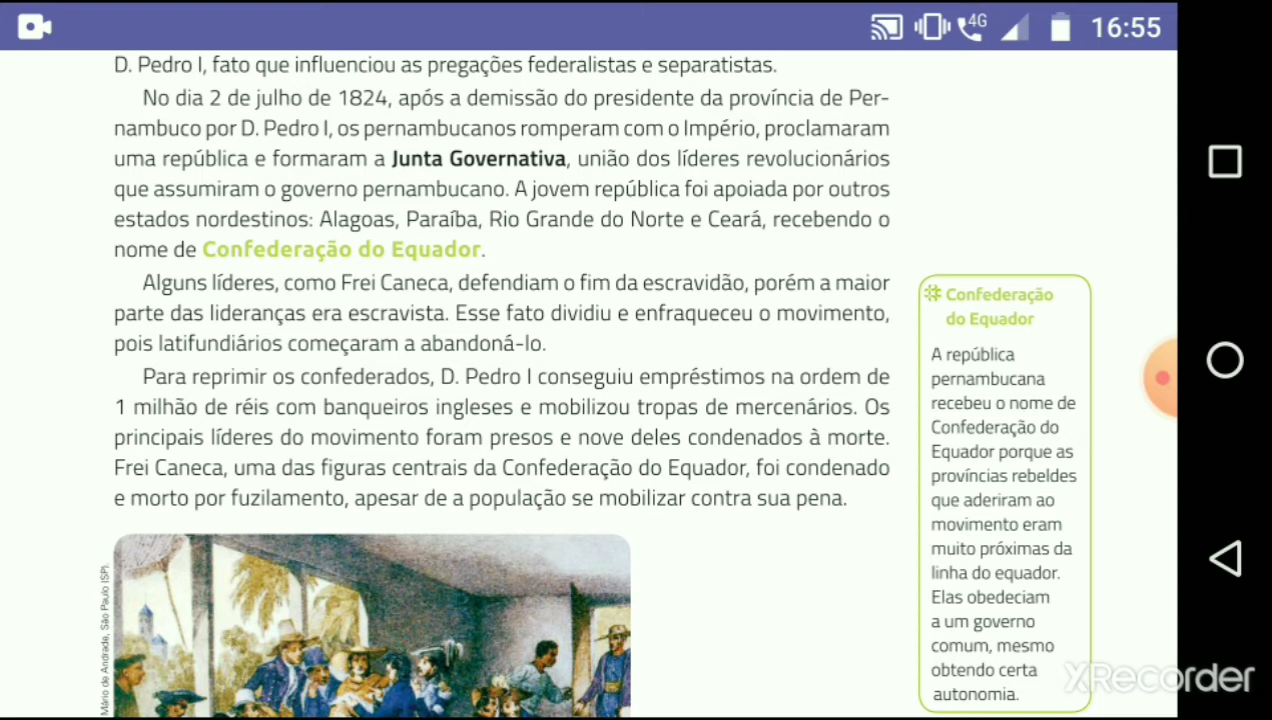 4G
16:55
D. Pedro I, fato que influenciou as pregações federalistas e separatistas.
No dia 2 de julho de 1824, após a demissão do presidente da província de Per-
nambuco por D. Pedro I, os pernambucanos romperam com o Império, proclamaram
uma república e formaram a Junta Governativa, união dos líderes revolucionários
que assumiram o governo pernambucano. A jovem república foi apoiada por outros
estados nordestinos: Alagoas, Paraíba, Rio Grande do Norte e Ceará, recebendo o
nome de Confederação do Equador.
Alguns líderes, como Frei Caneca, defendiam o fim da escravidão, porém a maior
parte das lideranças era escravista. Esse fato dividiu e enfraqueceu o movimento,
pois latifundiários começaram a abandoná-lo.
Para reprimir os confederados, D. Pedro I conseguiu empréstimos na ordem de
1 milhão de réis com banqueiros ingleses e mobilizou tropas de mercenários. Os
principais líderes do movimento foram presos e nove deles condenados à morte.
Frei Caneca, uma das figuras centrais da Confederação do Equador, foi condenado
e morto por fuzilamento, apesar de a população se mobilizar contra sua pena.
Confederação
do Equador
A república
pernambucana
recebeu o nome de
Confederação do
Equador porque as
províncias rebeldes
que aderiram ao
movimento eram
muito próximas da
linha do equador.
Elas obedeciam
a um governo
comum, mesmo
obtendo certa
autonomia.
Mário de Andrade, São Paulo (SP).
XRecorder